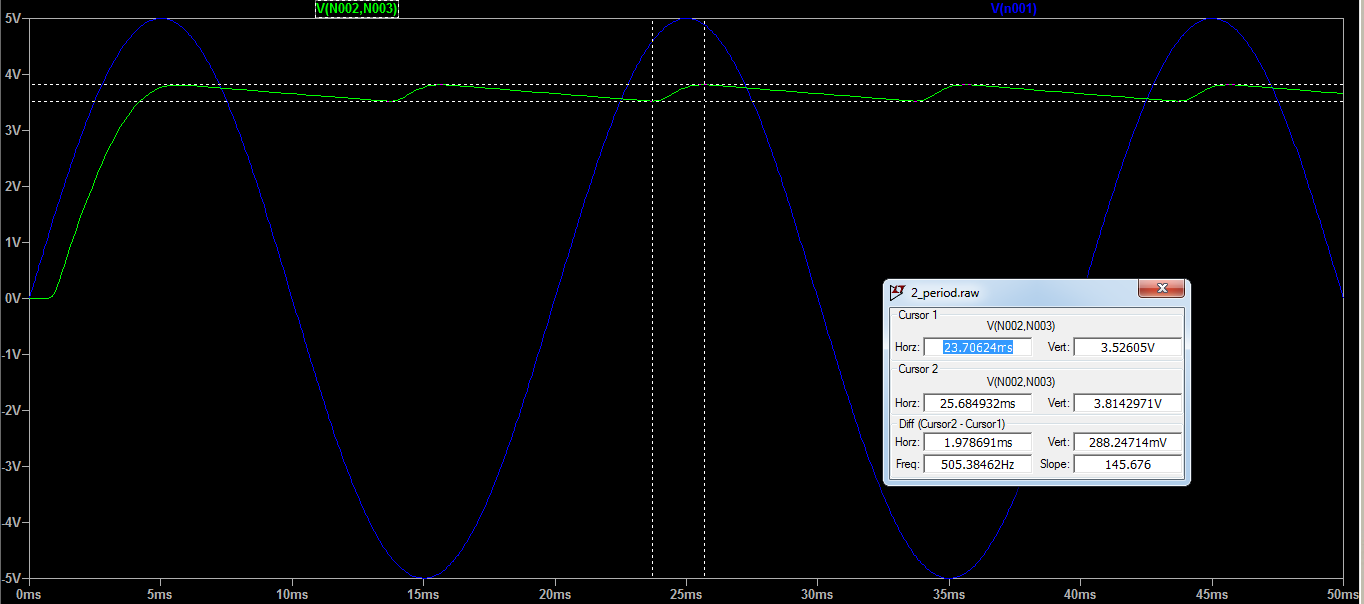 V(N002,N003) V(n001)
5V
4V
3V
2V
1V
0V
-1V
-2V
-3V
-4V
-5V
0ms 5ms 10ms 15ms 20ms 25ms 30ms 35ms 40ms 45ms 50ms
2_period.raw
Cursor 1
V(N002,N003)
Horz: 23.70624ms Vert: 3.52605V
Cursor 2
V(N002,N003)
Horz: 25.684932ms Vert: 3.8142971V
Diff (Cursor2 - Cursor1)
Horz: 1.978691ms Vert: 288.24714mV
Freq: 505.38462Hz Slope: 145.676